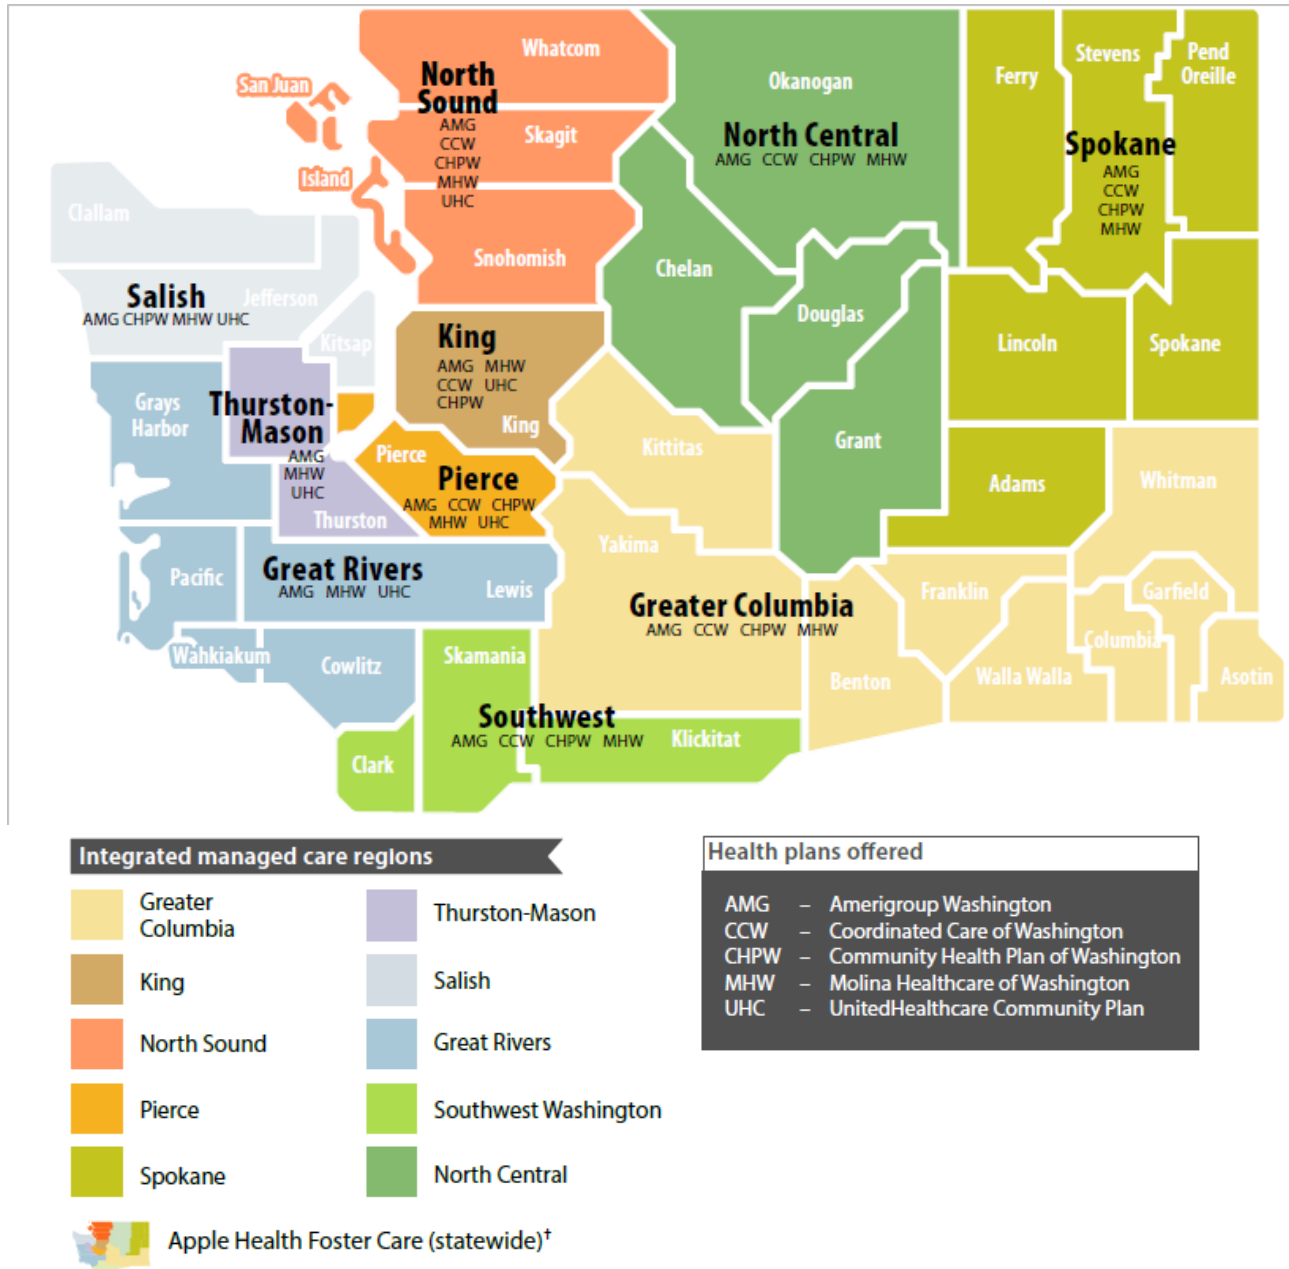 Whatcom
San Juan
North
Sound
AMG
CCW
CHPW
MHW
UHC
Skagit
Island
Snohomish
Okanogan
North Central
AMG CCW CHPW MHW
Chelan
Douglas
Grant
Ferry
Stevens
Pend
Oreille
Spokane
AMG
CCW
CHPW
MHW
Lincoln
Spokane
Adams
Clallam
Salish
Jefferson
AMG CHPW MHW UHC
Kitsap
King
AMG MHW
CCW UHC
CHPW
King
Grays
Harbor
Thurston-
Mason
AMG
MHW
UHC
Thurston
Pierce
Pierce
AMG CCW CHPW
MHW UHC
Kittitas
Yakima
Whitman
Pacific
Great Rivers
AMG MHW UHC
Lewis
Greater Columbia
AMG CCW CHPW MHW
Franklin
Garfield
Columbia
Walla Walla
Asotin
Benton
Wahkiakum
Cowlitz
Skamania
Southwest
AMG CCW CHPW MHW
Klickitat
Clark
Integrated managed care regions
Greater
Columbia
King
North Sound
Pierce
Spokane
Thurston-Mason
Salish
Great Rivers
Southwest Washington
North Central
Apple Health Foster Care (statewide)†
Health plans offered
AMG – Amerigroup Washington
CCW – Coordinated Care of Washington
CHPW – Community Health Plan of Washington
MHW – Molina Healthcare of Washington
UHC – UnitedHealthcare Community Plan